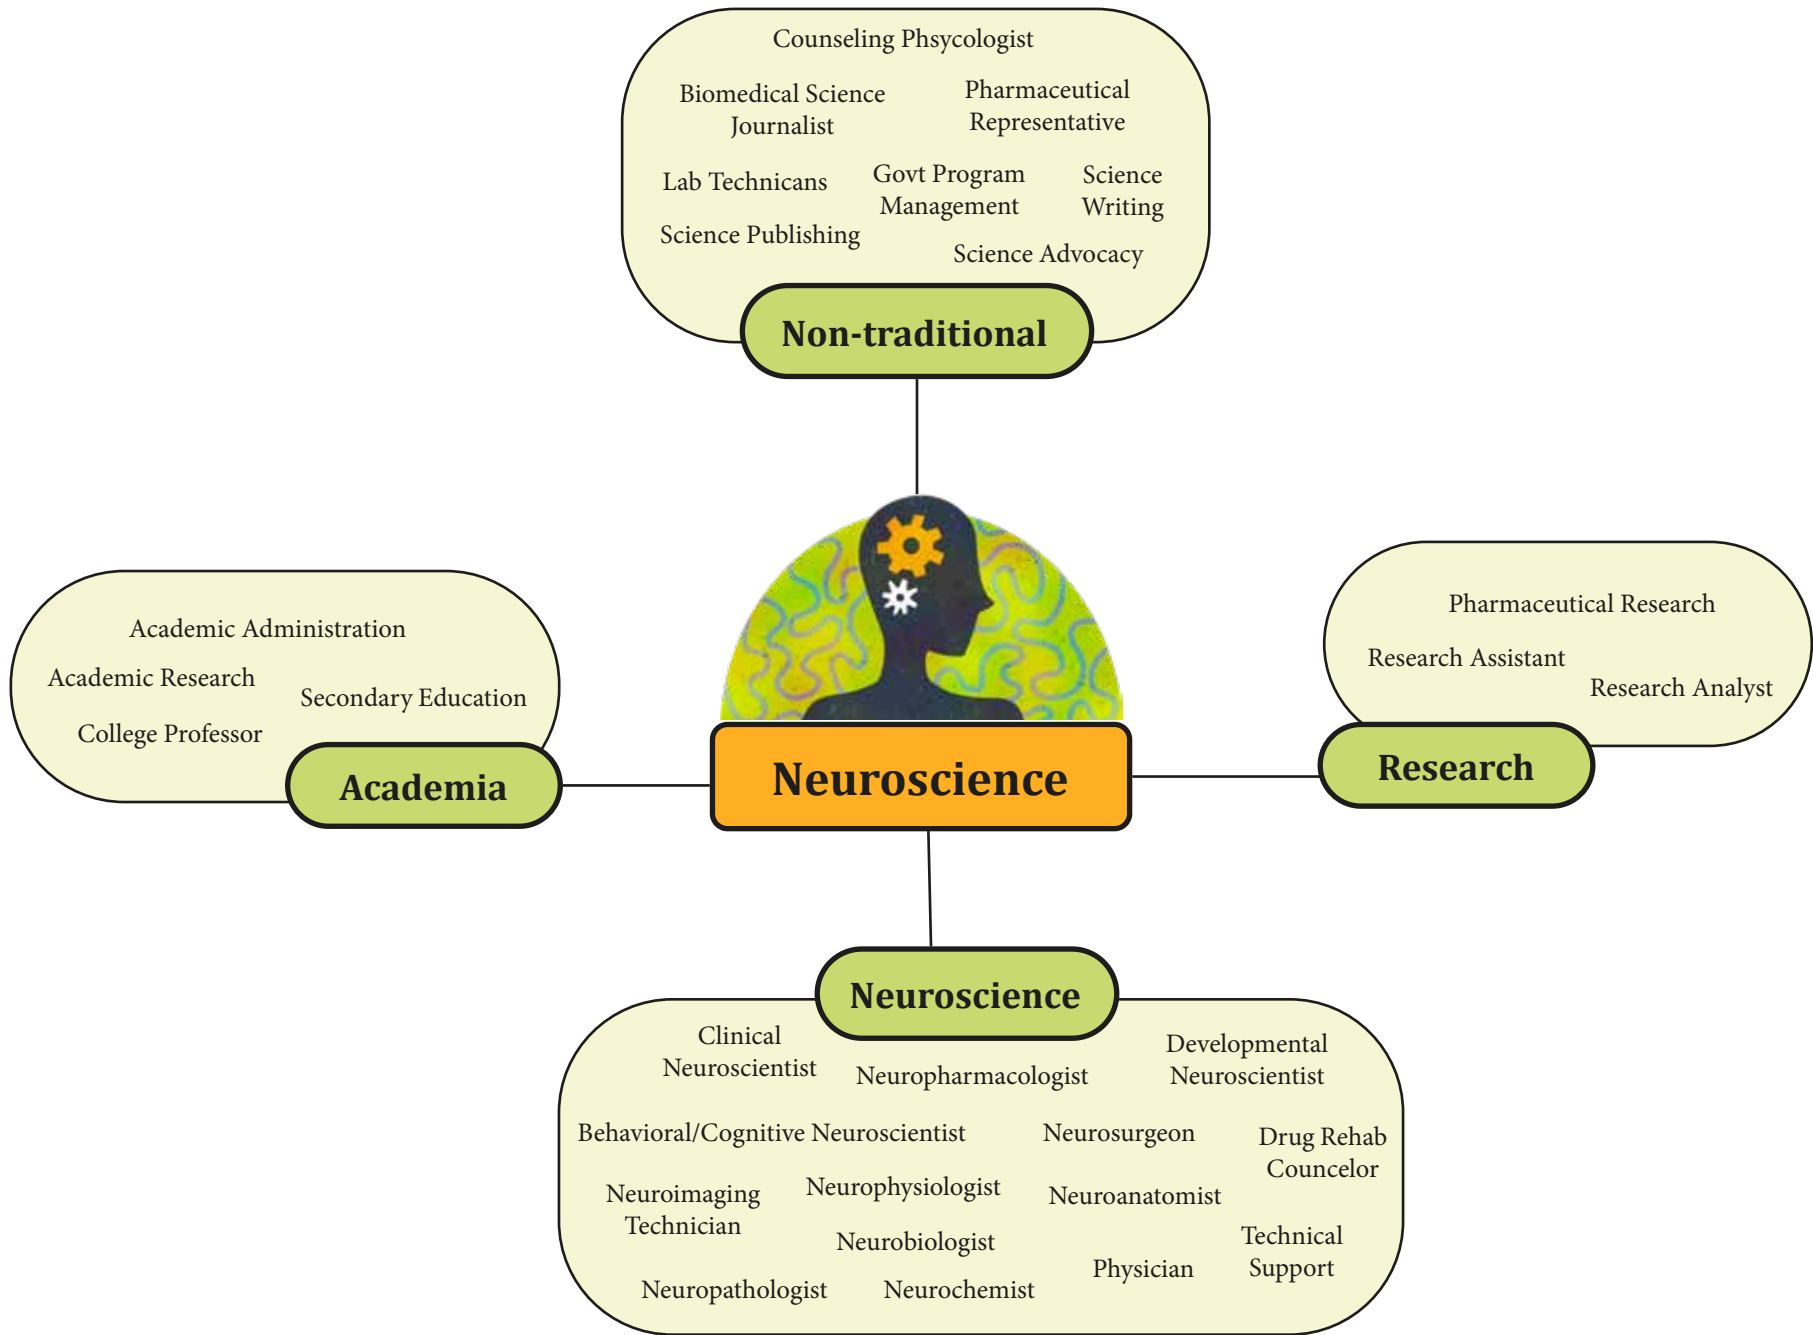 Counseling Phsycologist
Biomedical Science
Journalist
Pharmaceutical
Representative
Lab Technicans
Govt Program
Management
Science
Writing
Science Publishing
Science Advocacy
Non-traditional
Academic Administration
Academic Research
Secondary Education
College Professor
Academia
Neuroscience
Pharmaceutical Research
Research Assistant
Research Analyst
Research
Neuroscience
Clinical
Neuroscientist
Neuropharmacologist
Developmental
Neuroscientist
Behavioral/Cognitive Neuroscientist
Neurosurgeon
Drug Rehab
Councelor
Neuroimaging
Technician
Neurophysiologist
Neuroanatomist
Neurobiologist
Technical
Support
Physician
Neuropathologist
Neurochemist